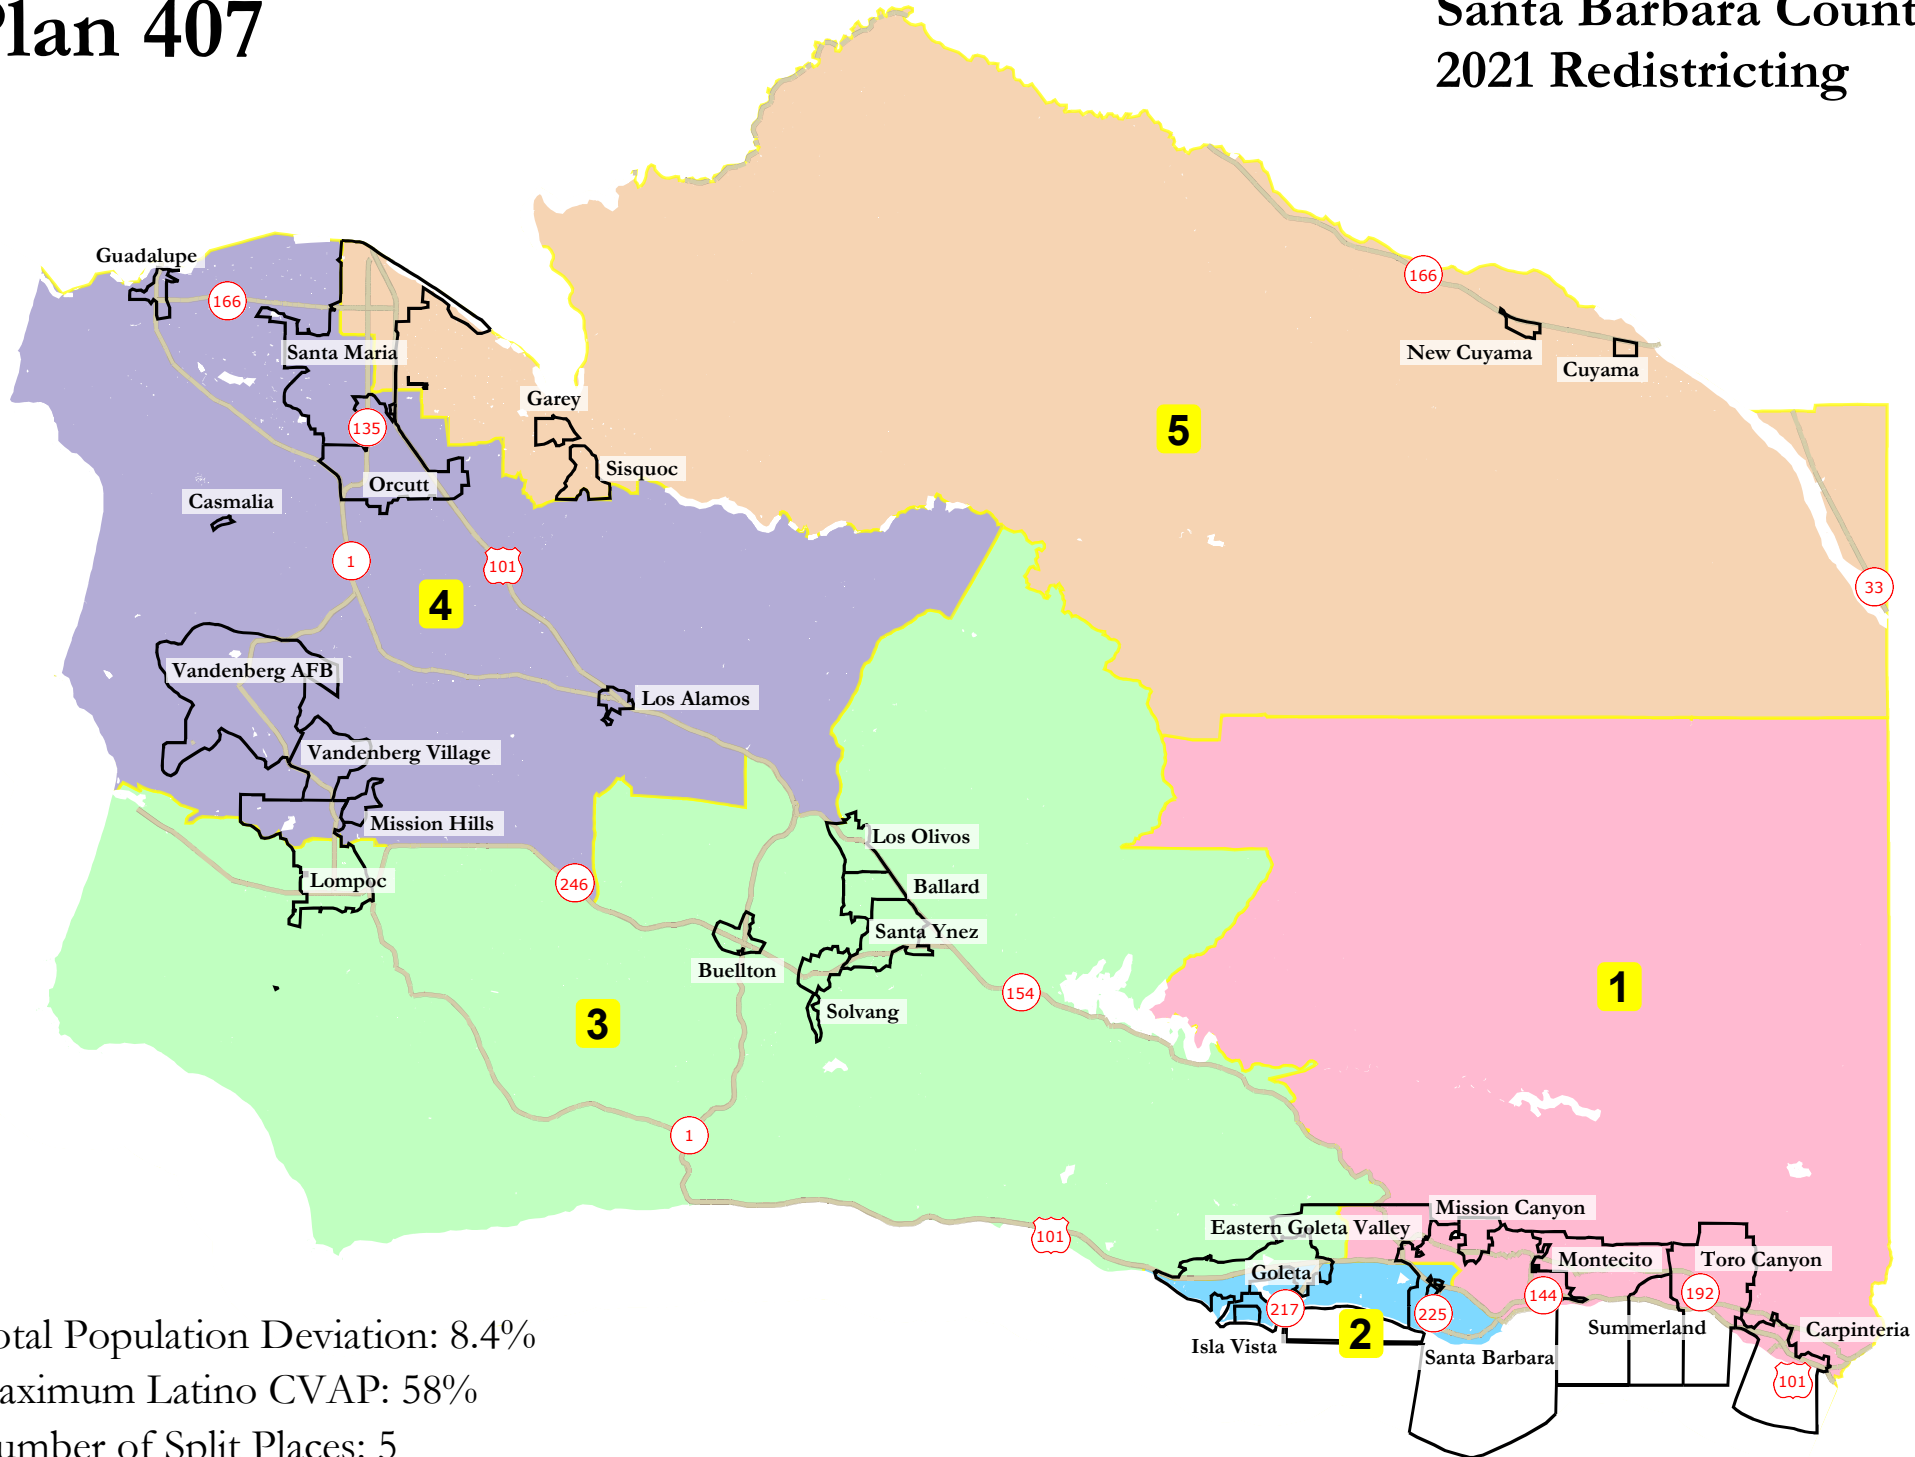 Plan 407
Santa Barbara Count
2021 Redistricting
Guadalupe
166
166
Santa Maria
New Cuyama
Cuyama
Garey
135
5
Sisquoc
Orcutt
Casmalia
1
101
33
4
Vandenberg AFB
Los Alamos
Vandenberg Village
Mission Hills
Los Olivos
Lompoc
246
Ballard
Santa Ynez
Buellton
154
1
Solvang
3
1
Mission Canyon
Eastern Goleta Valley
101
Montecito
Toro Canyon
Goleta
217
225
144
192
2
Summerland
Carpinteria
Isla Vista
Santa Barbara
101
otal Population Deviation: 8.4%
aximum Latino CVAP: 58%
umber of Split Places: 5